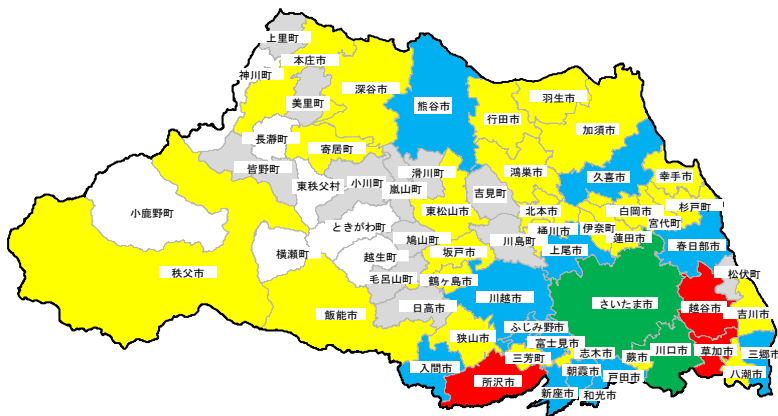 上里町
本庄市
神川町
深谷市
美里町
熊谷市
羽生市
行田市
加須市
長瀞町
寄居町
皆野町
滑川町
鴻巣市
久喜市
幸手市
東秩父村
小川町
嵐山町
吉見町
小鹿野町
東松山市
北本市
白岡市
杉戸町
ときがわ町
桶川市
伊奈町
宮代町
横瀬町
鳩山町
川島町
蓮田市
春日部市
越生町
坂戸市
上尾市
秩父市
毛呂山町
鶴ヶ島市
松伏町
川越市
さいたま市
日高市
越谷市
吉川市
飯能市
ふじみ野市
狭山市
富士見市
三芳町
志木市
蕨市
川口市
草加市
三郷市
入間市
朝霞市
戸田市
八潮市
所沢市
新座市
和光市